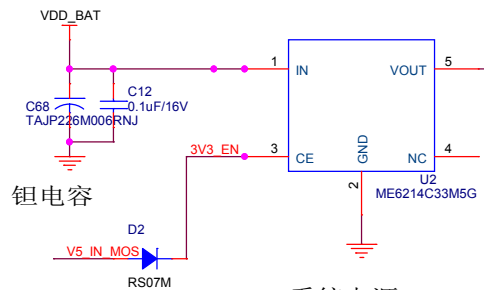 VDD_BAT
C68
TAJP226M006RNJ
C12
0.1uF/16V
1
IN
VOUT
5
3V3_EN
3
CE
GND
NC
4
2
U2
ME6214C33M5G
钽电容
D2
V5_IN_MOS
RS07M